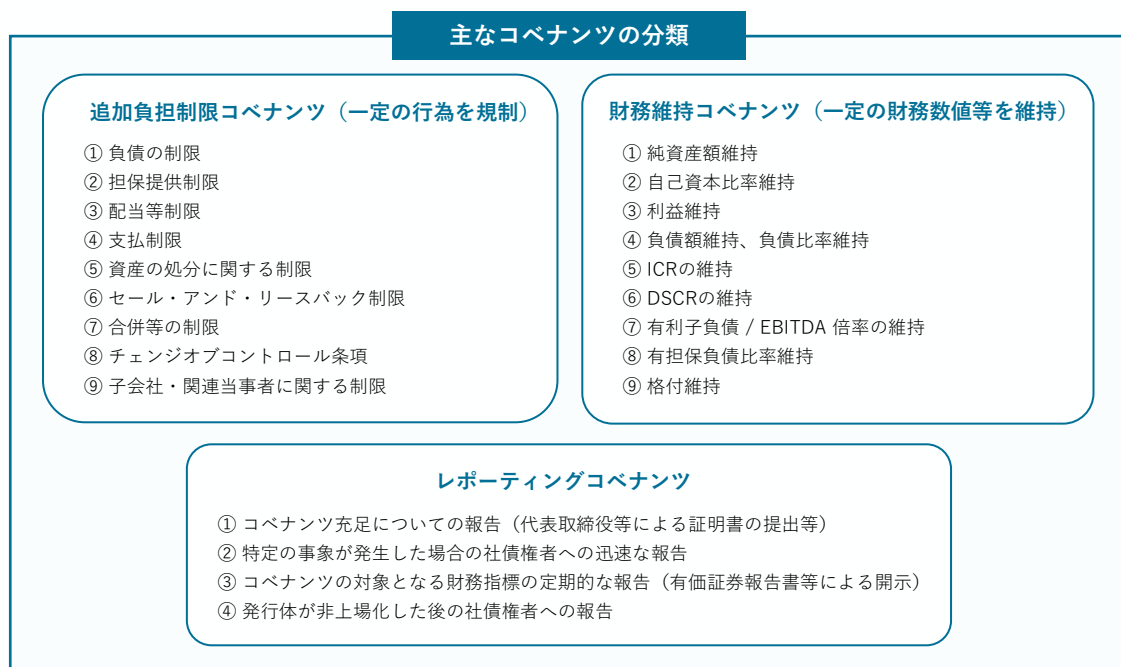 主なコベナンツの分類
追加負担制限コベナンツ（一定の行為を規制）
① 負債の制限
② 担保提供制限
③ 配当等制限
④ 支払制限
⑤ 資産の処分に関する制限
⑥ セール・アンド・リースバック制限
⑦ 合併等の制限
⑧ チェンジオブコントロール条項
⑨ 子会社・関連当事者に関する制限
財務維持コベナンツ（一定の財務数値等を維持）
① 純資産額維持
② 自己資本比率維持
③ 利益維持
④ 負債額維持、負債比率維持
⑤ ICRの維持
⑥ DSCRの維持
⑦ 有利子負債 / EBITDA 倍率の維持
⑧ 有担保負債比率維持
⑨ 格付維持
レポーティングコベナンツ
① コベナンツ充足についての報告（代表取締役等による証明書の提出等）
② 特定の事象が発生した場合の社債権者への迅速な報告
③ コベナンツの対象となる財務指標の定期的な報告（有価証券報告書等による開示）
④ 発行体が非上場化した後の社債権者への報告